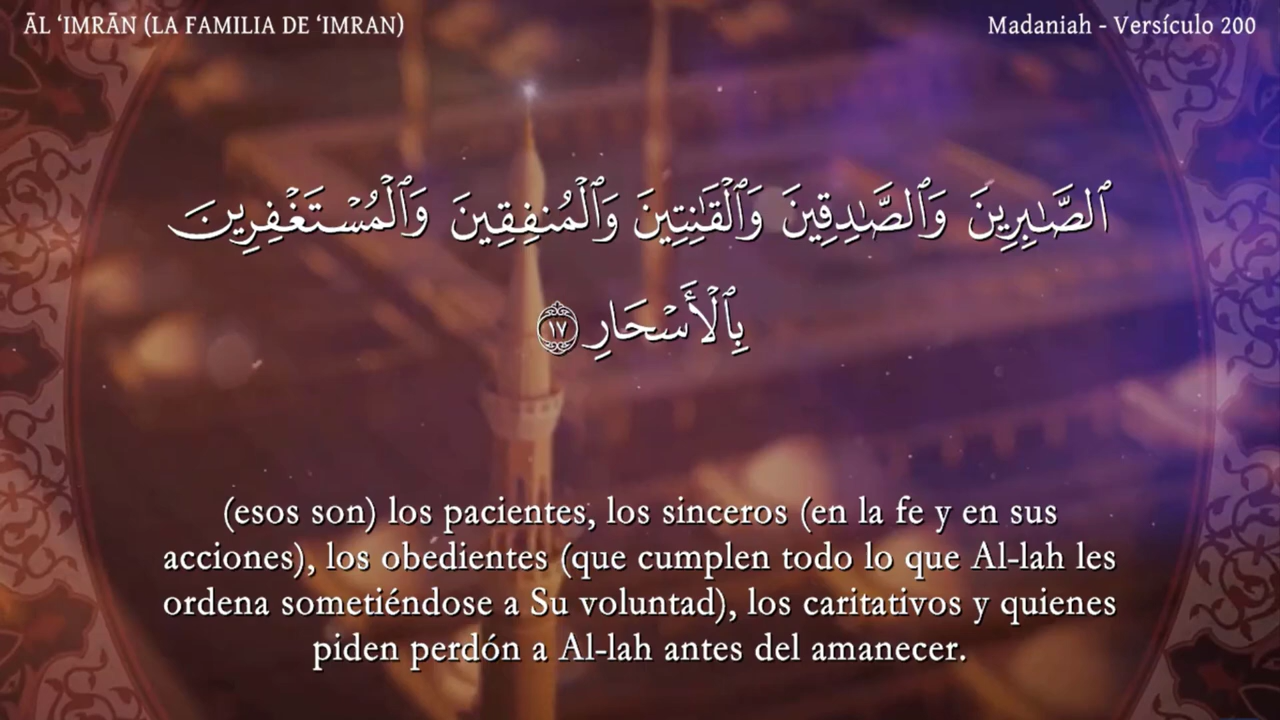 ĀL ‘IMRĀN (LA FAMILIA DE ‘IMRAN)
Madaniah - Versículo 200
ٱلصَّـٰبِرِينَ وَٱلصَّـٰدِقِينَ وَٱلْقَـٰنِتِينَ وَٱلْمُنفِقِينَ وَٱلْمُسْتَغْفِرِينَ
بِٱلْأَسْحَارِ ١٧
(esos son) los pacientes, los sinceros (en la fe y en sus
acciones), los obedientes (que cumplen todo lo que Al-lah les
ordena sometiéndose a Su voluntad), los caritativos y quienes
piden perdón a Al-lah antes del amanecer.